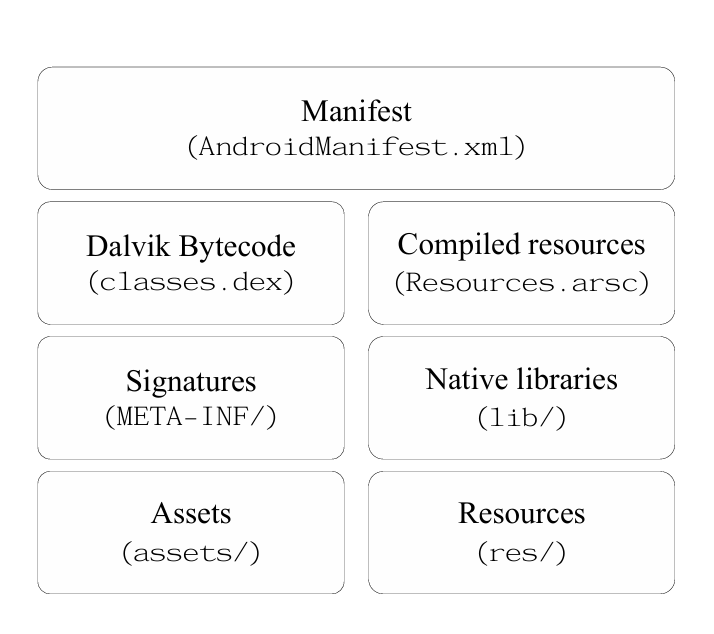 Manifest
(AndroidManifest.xml)
Dalvik Bytecode
(classes.dex)
Compiled resources
(Resources.arsc)
Signatures
(META-INF/)
Native libraries
(lib/)
Assets
(assets/)
Resources
(res/)